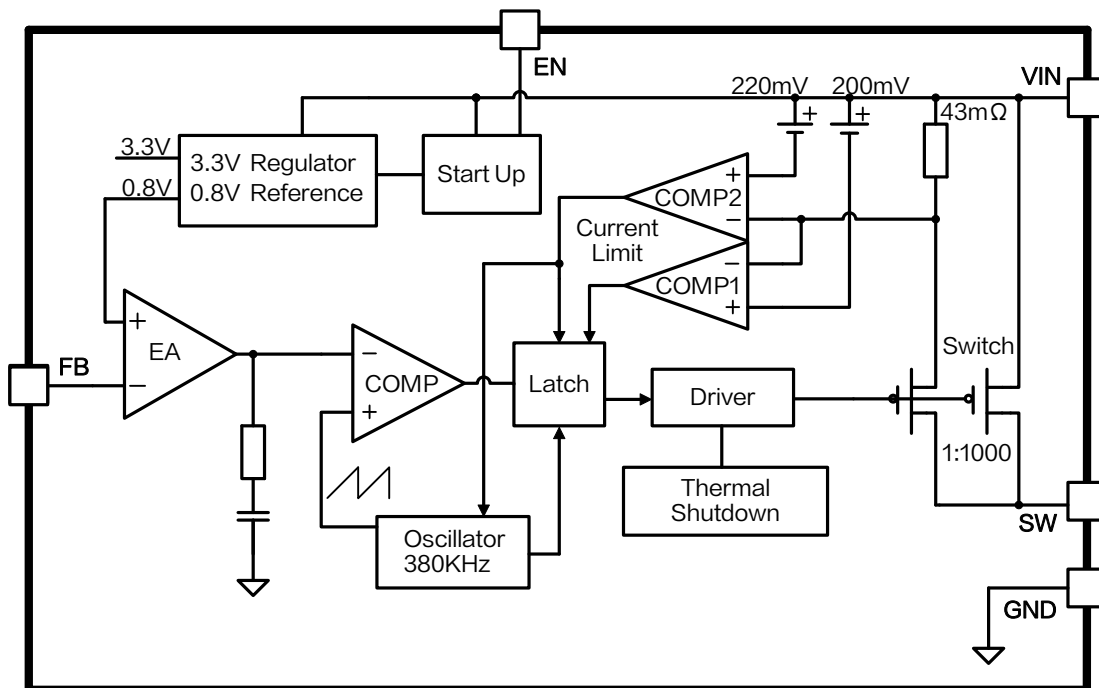 EN
VIN
220mV
200mV
43mΩ
3.3V
0.8V
3.3V Regulator
0.8V Reference
Start Up
+
+
+
COMP2
−
Current
Limit
−
COMP1
+
FB
+
EA
−
−
COMP
+
Latch
Driver
Switch
1:1000
Thermal
Shutdown
Oscillator
380KHz
SW
GND